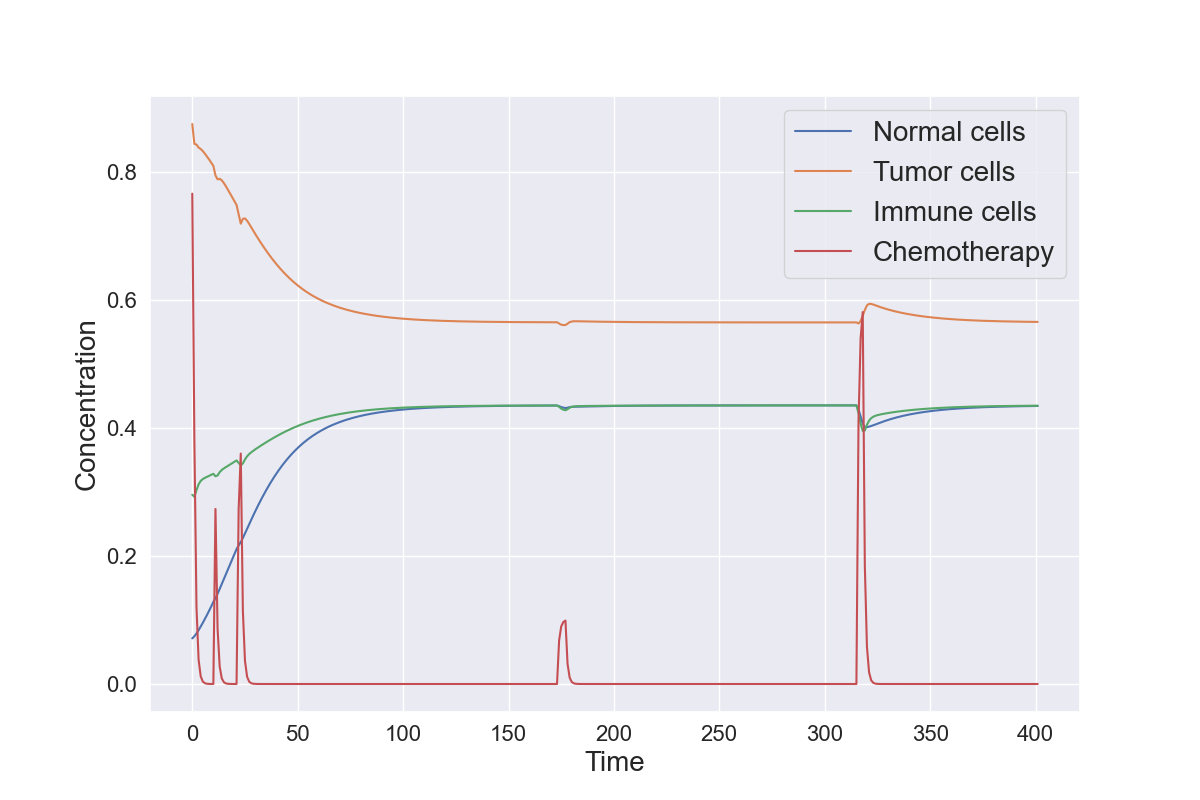 Normal cells
Tumor cells
Immune cells
Chemotherapy
Concentration
0.8
0.6
0.4
0.2
0.0
0 50 100 150 200 250 300 350 400
Time